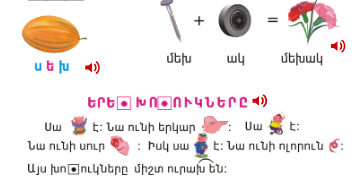 մեխ + ակ = մեխակ
սեխ
ԵՐԵ ԽՈ ՈՒԿՆԵՐԸ
Սա է: Նա ունի երկար : Սա է:
Նա ունի սուր : Իսկ սա է: Նա ունի ոլորուն :
Այս խո ուկները միշտ ուրախ են: